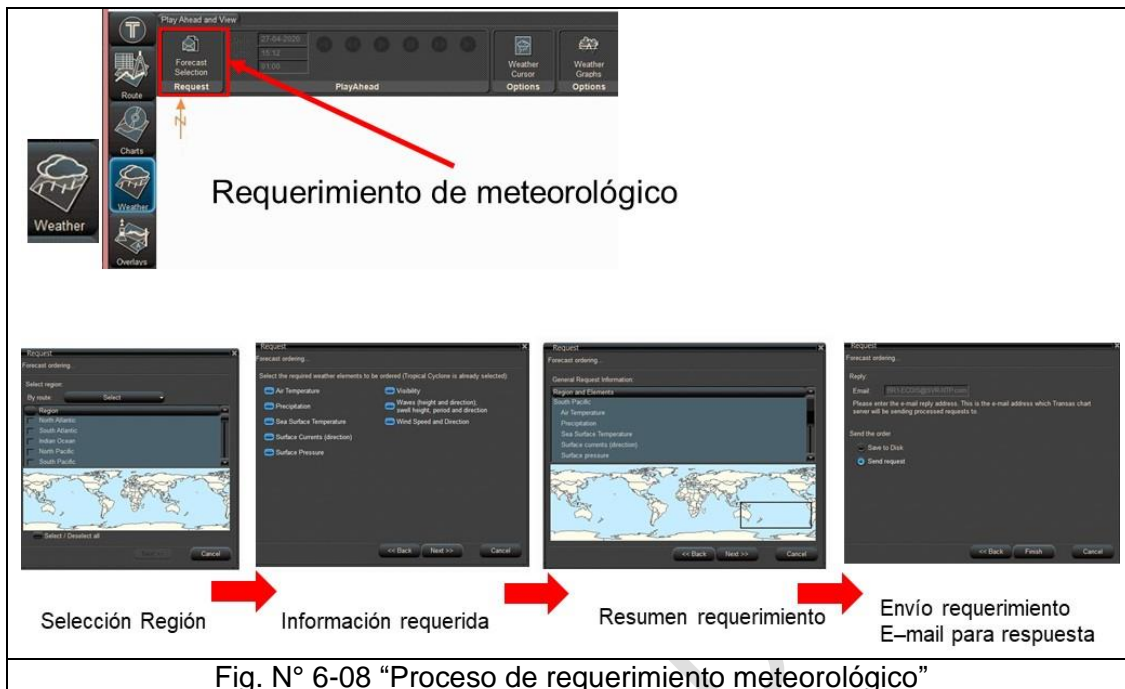 Play Ahead and View
Forecast
Selection
Request
27-04-2020
15:12
01:00
PlayAhead
Weather
Cursor
Options
Weather
Graphs
Options
Route
N
Charts
Weather
Weather
Overlays
Requerimiento de meteorológico
Request
Forecast ordering...
Select region:
By route: Select
Region
North Atlantic
South Atlantic
Indian Ocean
North Pacific
South Pacific
Select / Deselect all
Cancel
Request
Forecast ordering...
Select the required weather elements to be ordered (Tropical Cyclone is already selected):
Air Temperature
Precipitation
Sea Surface Temperature
Surface Currents (direction)
Surface Pressure
Visibility
Waves (height and direction),
swell height, period and direction
Wind Speed and Direction
<< Back Next >> Cancel
Request
Forecast ordering...
General Request Information:
Region and Elements
South Pacific
Air Temperature
Precipitation
Sea Surface Temperature
Surface currents (direction)
Surface pressure
<< Back Next >> Cancel
Request
Forecast ordering...
Reply:
Email:
Please enter the e-mail reply address. This is the e-mail address which Transas chart
server will be sending processed requests to.
Send the order
Save to Disk
Send request
<< Back Finish Cancel
Selección Región
Información requerida
Resumen requerimiento
Envío requerimiento
E–mail para respuesta
Fig. N° 6-08 “Proceso de requerimiento meteorológico”